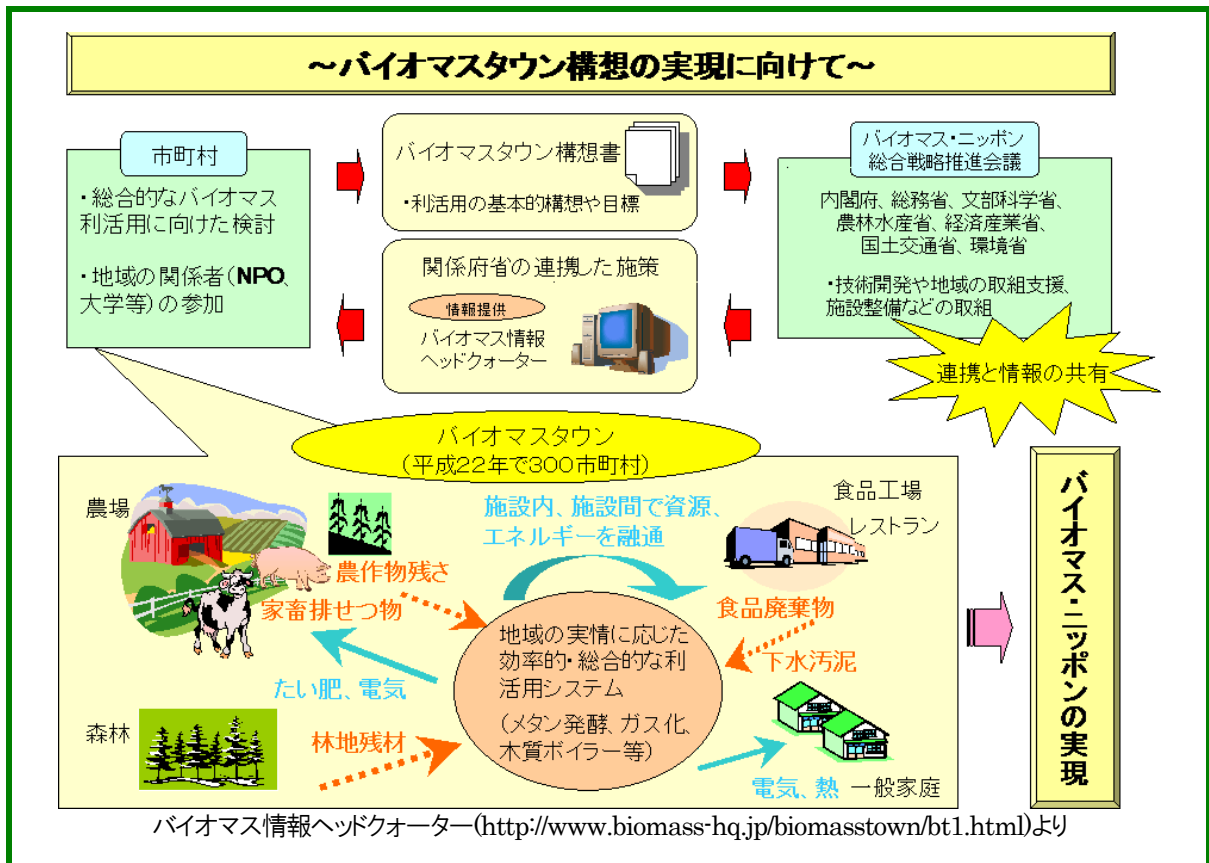 ～バイオマスタウン構想の実現に向けて～
市町村
・総合的なバイオマス
利活用に向けた検討
・地域の関係者(NPO、
大学等)の参加
バイオマスタウン構想書
・利活用の基本的構想や目標
関係府省の連携した施策
情報提供
バイオマス情報
ヘッドクォーター
バイオマス・ニッポン
総合戦略推進会議
内閣府、総務省、文部科学省、
農林水産省、経済産業省、
国土交通省、環境省
・技術開発や地域の取組支援、
施設整備などの取組
連携と情報の共有
バイオマスタウン
(平成22年で300市町村)
農場
農作物残さ
家畜排せつ物
たい肥、電気
森林
林地残材
施設内、施設間で資源、
エネルギーを融通
地域の実情に応じた
効率的・総合的な利
活用システム
(メタン発酵、ガス化、
木質ボイラー等)
食品工場
レストラン
食品廃棄物
下水汚泥
電気、熱
一般家庭
バイオマス・ニッポンの実現
バイオマス情報ヘッドクォーター(http://www.biomass-hq.jp/biomasstown/bt1.html)より